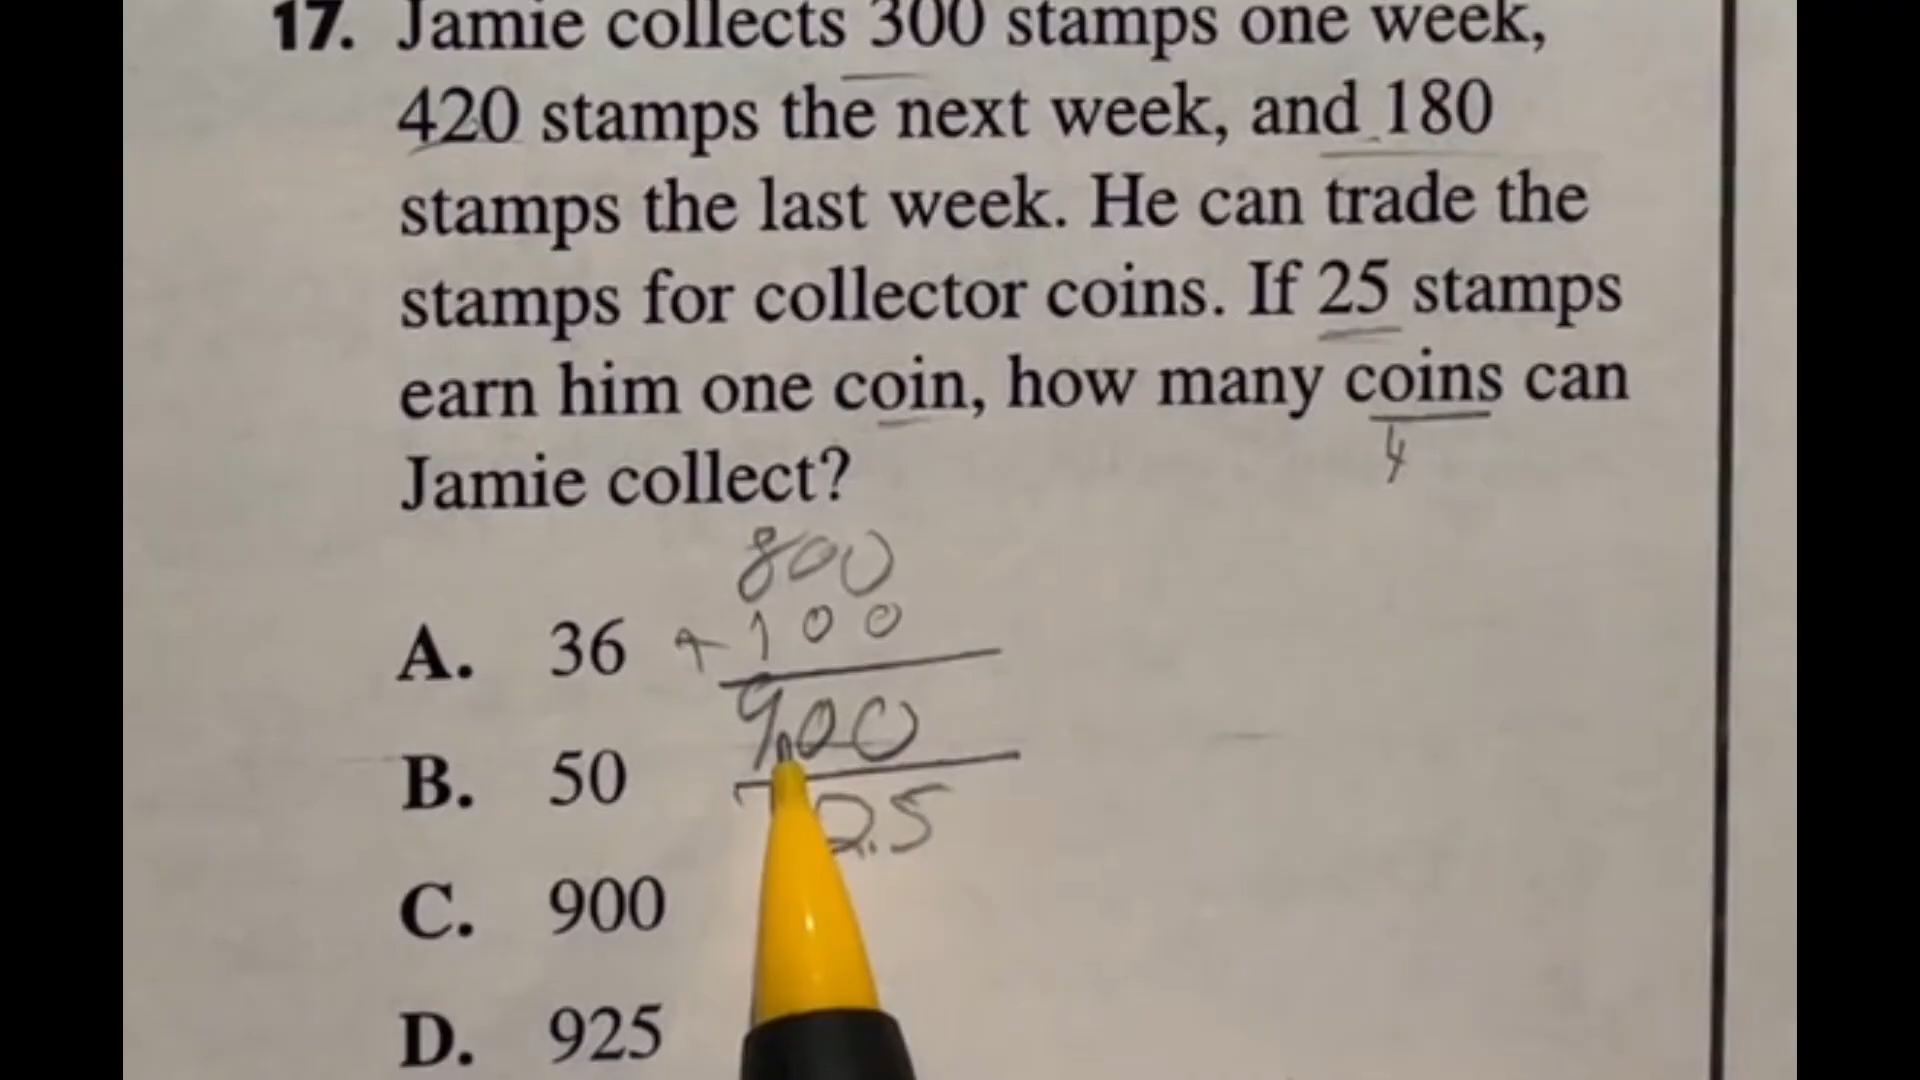 17. Jamie collects 300 stamps one week,
420 stamps the next week, and 180
stamps the last week. He can trade the
stamps for collector coins. If 25 stamps
earn him one coin, how many coins can
4
Jamie collect?
800
A. 36 + 100
900
B. 50
25
C. 900
D. 925